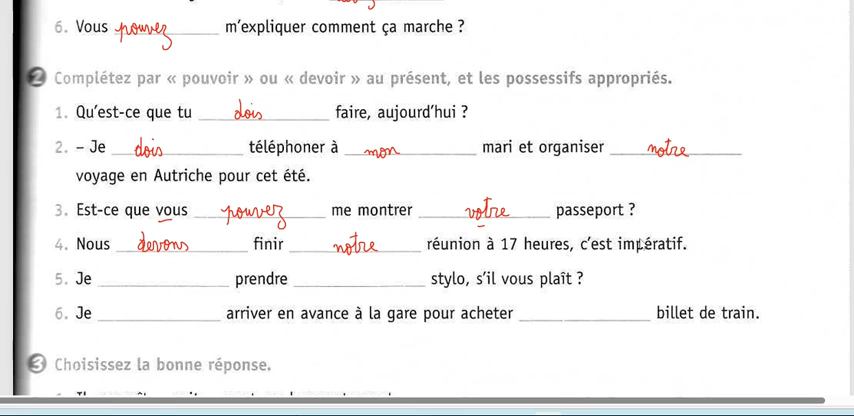 6. Vous pouvez m'expliquer comment ça marche ?
2 Complétez par « pouvoir » ou « devoir » au présent, et les possessifs appropriés.
1. Qu'est-ce que tu dois faire, aujourd'hui ?
2. – Je dois téléphoner à mon mari et organiser notre
voyage en Autriche pour cet été.
3. Est-ce que vous pouvez me montrer votre passeport ?
4. Nous devons finir notre réunion à 17 heures, c'est impératif.
5. Je ____________ prendre ____________ stylo, s'il vous plaît ?
6. Je ____________ arriver en avance à la gare pour acheter ____________ billet de train.
3 Choisissez la bonne réponse.